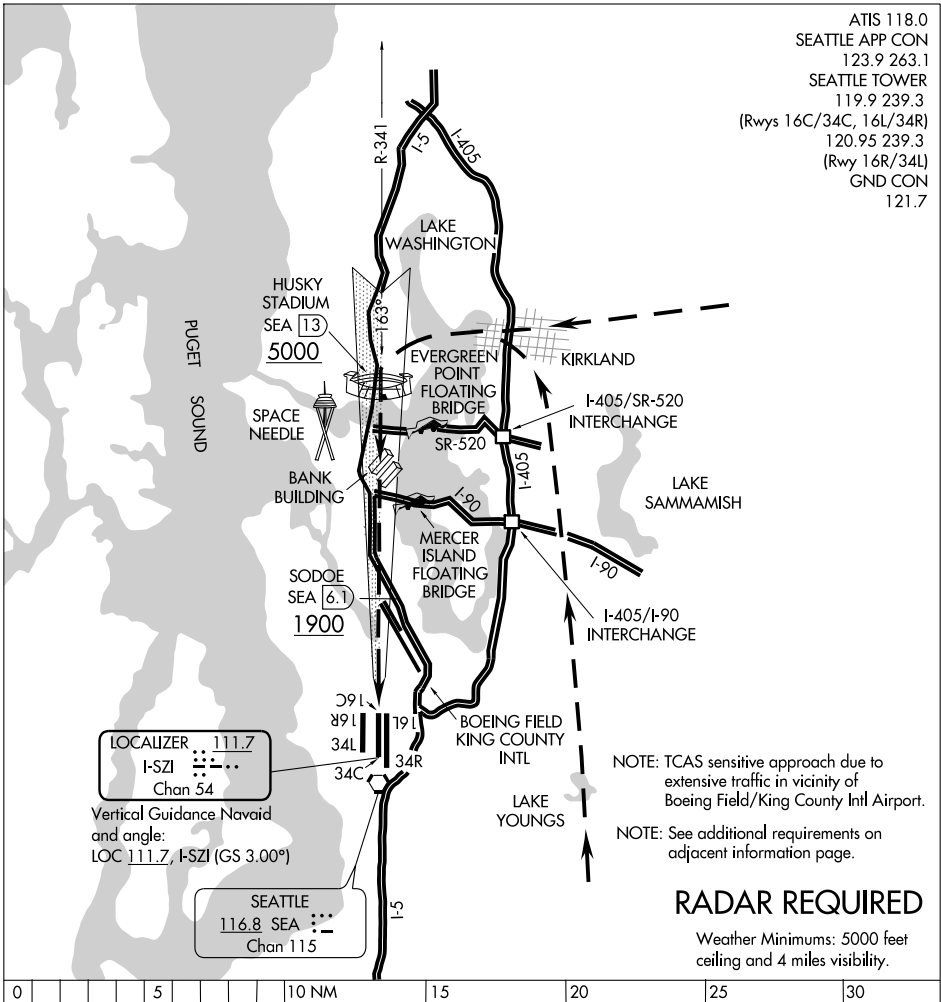 ATIS 118.0
SEATTLE APP CON
123.9 263.1
SEATTLE TOWER
119.9 239.3
(Rwys 16C/34C, 16L/34R)
120.95 239.3
(Rwy 16R/34L)
GND CON
121.7
R-341
I-5
I-405
LAKE
WASHINGTON
HUSKY
STADIUM
SEA 13
5000
163°
PUGET
SOUND
EVERGREEN
POINT
FLOATING
BRIDGE
KIRKLAND
SPACE
NEEDLE
I-405/SR-520
INTERCHANGE
SR-520
I-405
BANK
BUILDING
I-90
LAKE
SAMMAMISH
MERCER
ISLAND
FLOATING
BRIDGE
I-90
SODOE
SEA 6.1
1900
I-405/I-90
INTERCHANGE
16C
16R
16L
34L
34C
34R
BOEING FIELD
KING COUNTY
INTL
LOCALIZER 111.7
I-SZI
Chan 54
Vertical Guidance Navaid
and angle:
LOC 111.7, I-SZI (GS 3.00°)
LAKE
YOUNGS
NOTE: TCAS sensitive approach due to
extensive traffic in vicinity of
Boeing Field/King County Intl Airport.
NOTE: See additional requirements on
adjacent information page.
SEATTLE
116.8 SEA
Chan 115
I-5
RADAR REQUIRED
Weather Minimums: 5000 feet
ceiling and 4 miles visibility.
0 5 10 NM 15 20 25 30